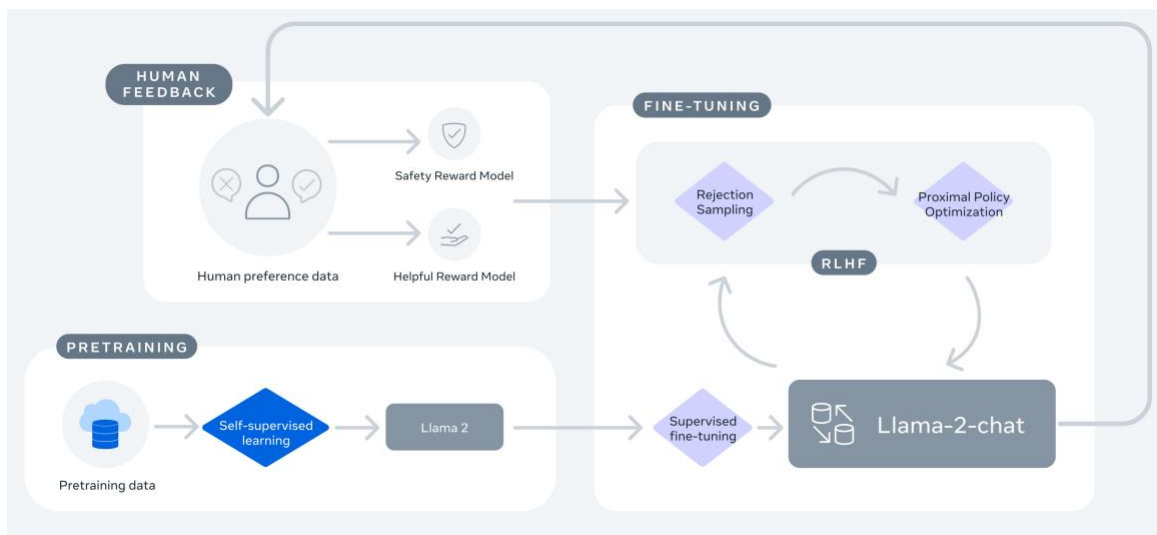 HUMAN
FEEDBACK
Safety Reward Model
Human preference data
Helpful Reward Model
FINE-TUNING
Rejection
Sampling
Proximal Policy
Optimization
RLHF
PRETRAINING
Pretraining data
Self-supervised
learning
Llama 2
Supervised
fine-tuning
Llama-2-chat